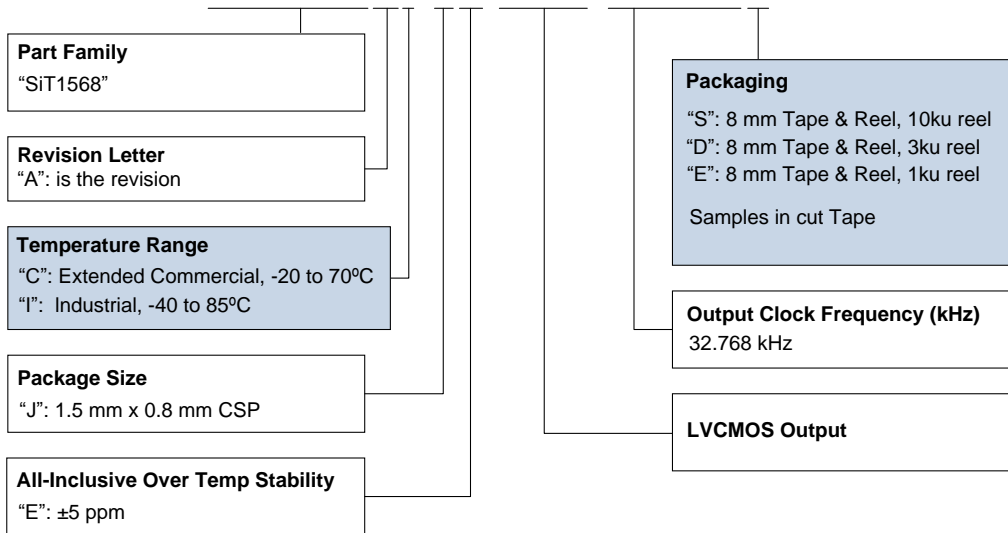 Part Family
“SiT1568”
Revision Letter
“A”: is the revision
Temperature Range
“C”: Extended Commercial, -20 to 70ºC
“I”: Industrial, -40 to 85ºC
Package Size
“J”: 1.5 mm x 0.8 mm CSP
All-Inclusive Over Temp Stability
“E”: ±5 ppm
Packaging
“S”: 8 mm Tape & Reel, 10ku reel
“D”: 8 mm Tape & Reel, 3ku reel
“E”: 8 mm Tape & Reel, 1ku reel
Samples in cut Tape
Output Clock Frequency (kHz)
32.768 kHz
LVCMOS Output